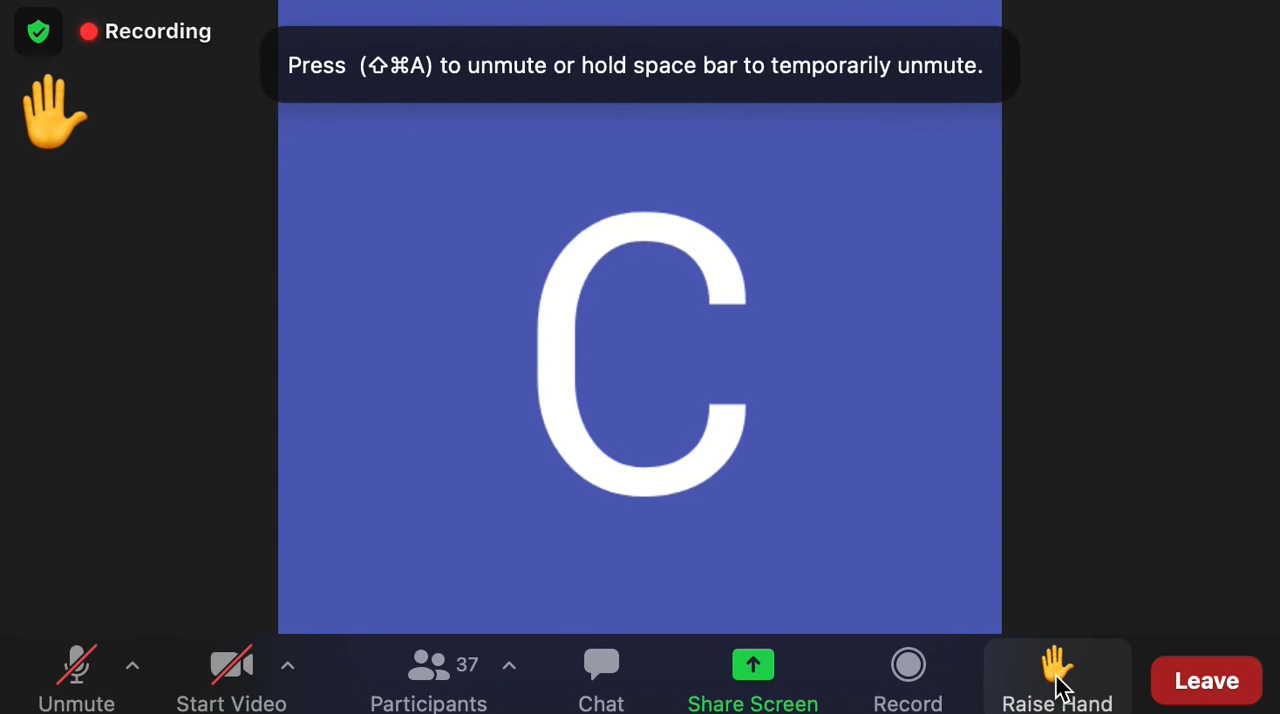 Recording
Press (⇧⌘A) to unmute or hold space bar to temporarily unmute.
C
37
Unmute
Start Video
Participants
Chat
Share Screen
Record
Raise Hand
Leave